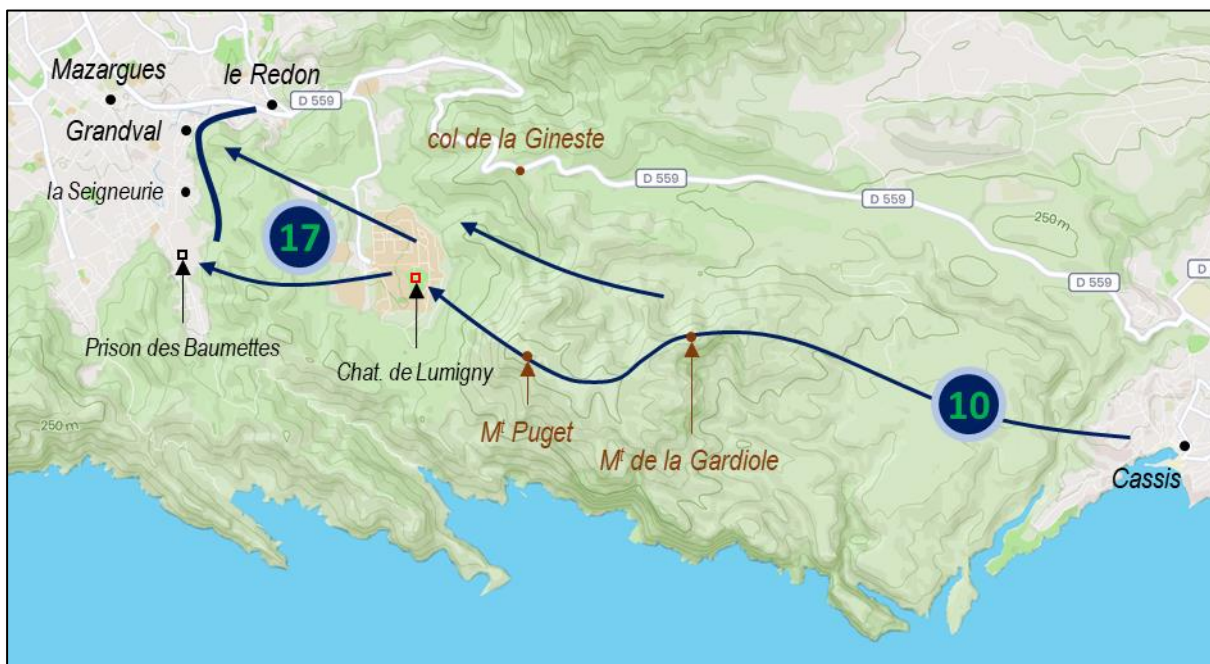 Mazargues
le Redon
D 559
Grandval
col de la Gineste
D 559
la Seigneurie
D 559
250 m
17
D 559
D
Prison des Baumettes
Chat. de Lumigny
10
250 m
Mt Puget
Mt de la Gardiole
Cassis